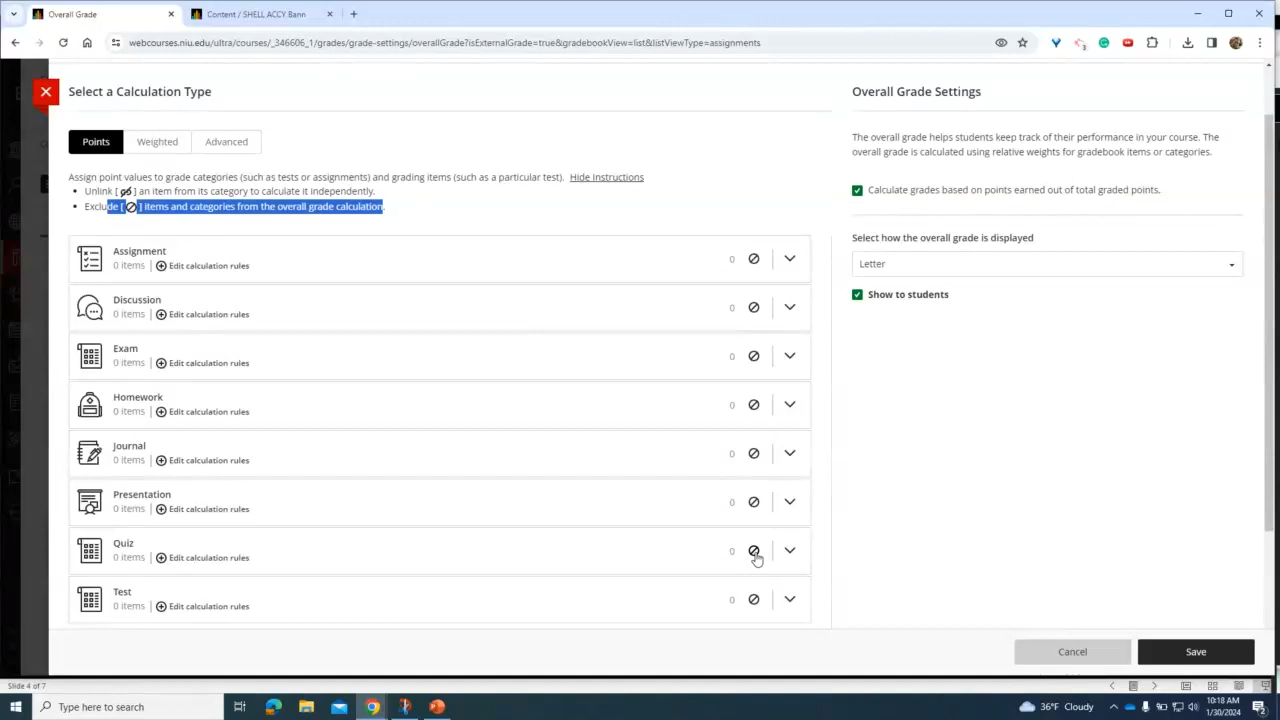 Overall Grade
Content / SHELL ACCY Bann
webcourses.niu.edu/ultra/courses/_346606_1/grades/grade-settings/overallGrade?isExternalGrade=true&gradebookView=list&listViewType=assignments
3
Select a Calculation Type
Points
Weighted
Advanced
Assign point values to grade categories (such as tests or assignments) and grading items (such as a particular test). Hide Instructions
• Unlink [ ] an item from its category to calculate it independently.
• Exclude [ ] items and categories from the overall grade calculation.
Assignment
0 items | Edit calculation rules
0
Discussion
0 items | Edit calculation rules
0
Exam
0 items | Edit calculation rules
0
Homework
0 items | Edit calculation rules
0
Journal
0 items | Edit calculation rules
0
Presentation
0 items | Edit calculation rules
0
Quiz
0 items | Edit calculation rules
0
Test
0 items | Edit calculation rules
0
Overall Grade Settings
The overall grade helps students keep track of their performance in your course. The
overall grade is calculated using relative weights for gradebook items or categories.
Calculate grades based on points earned out of total graded points.
Select how the overall grade is displayed
Letter
Show to students
Cancel
Save
Slide 4 of 7
Type here to search
36°F Cloudy
10:18 AM
1/30/2024
2